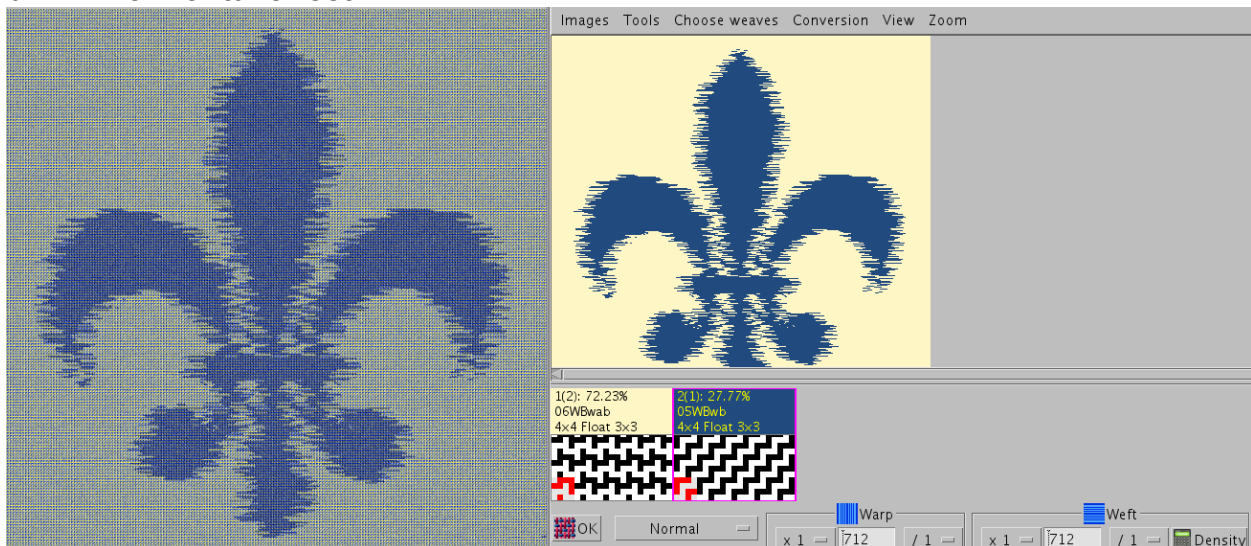 Images Tools Choose weaves Conversion View Zoom
1(2): 72.23%
06WBwab
4×4 Float 3×3
2(1): 27.77%
05WBwb
4×4 Float 3×3
OK
Normal
Warp
x 1 712 / 1
Weft
x 1 712 / 1 Density